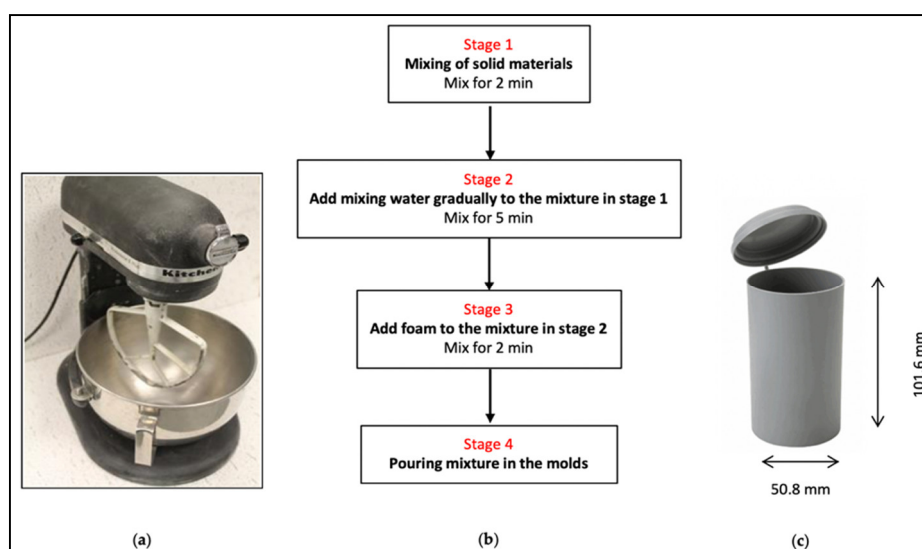 Stage 1
Mixing of solid materials
Mix for 2 min
Stage 2
Add mixing water gradually to the mixture in stage 1
Mix for 5 min
Stage 3
Add foam to the mixture in stage 2
Mix for 2 min
Stage 4
Pouring mixture in the molds
Kitchen
101.6 mm
50.8 mm
(a)
(b)
(c)